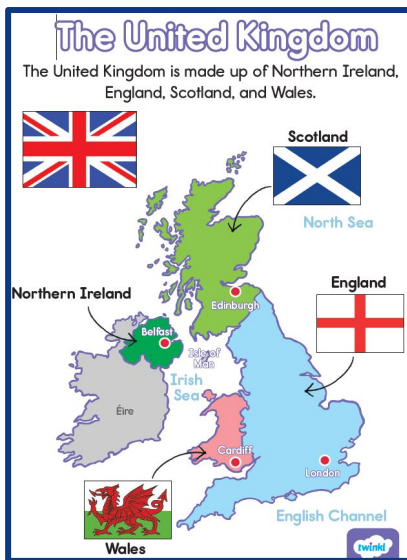 The United Kingdom
The United Kingdom is made up of Northern Ireland,
England, Scotland, and Wales.
Scotland
North Sea
England
Edinburgh
Northern Ireland
Belfast
Isle of
Man
Irish
Sea
Éire
Cardiff
London
English Channel
Wales
twinkl